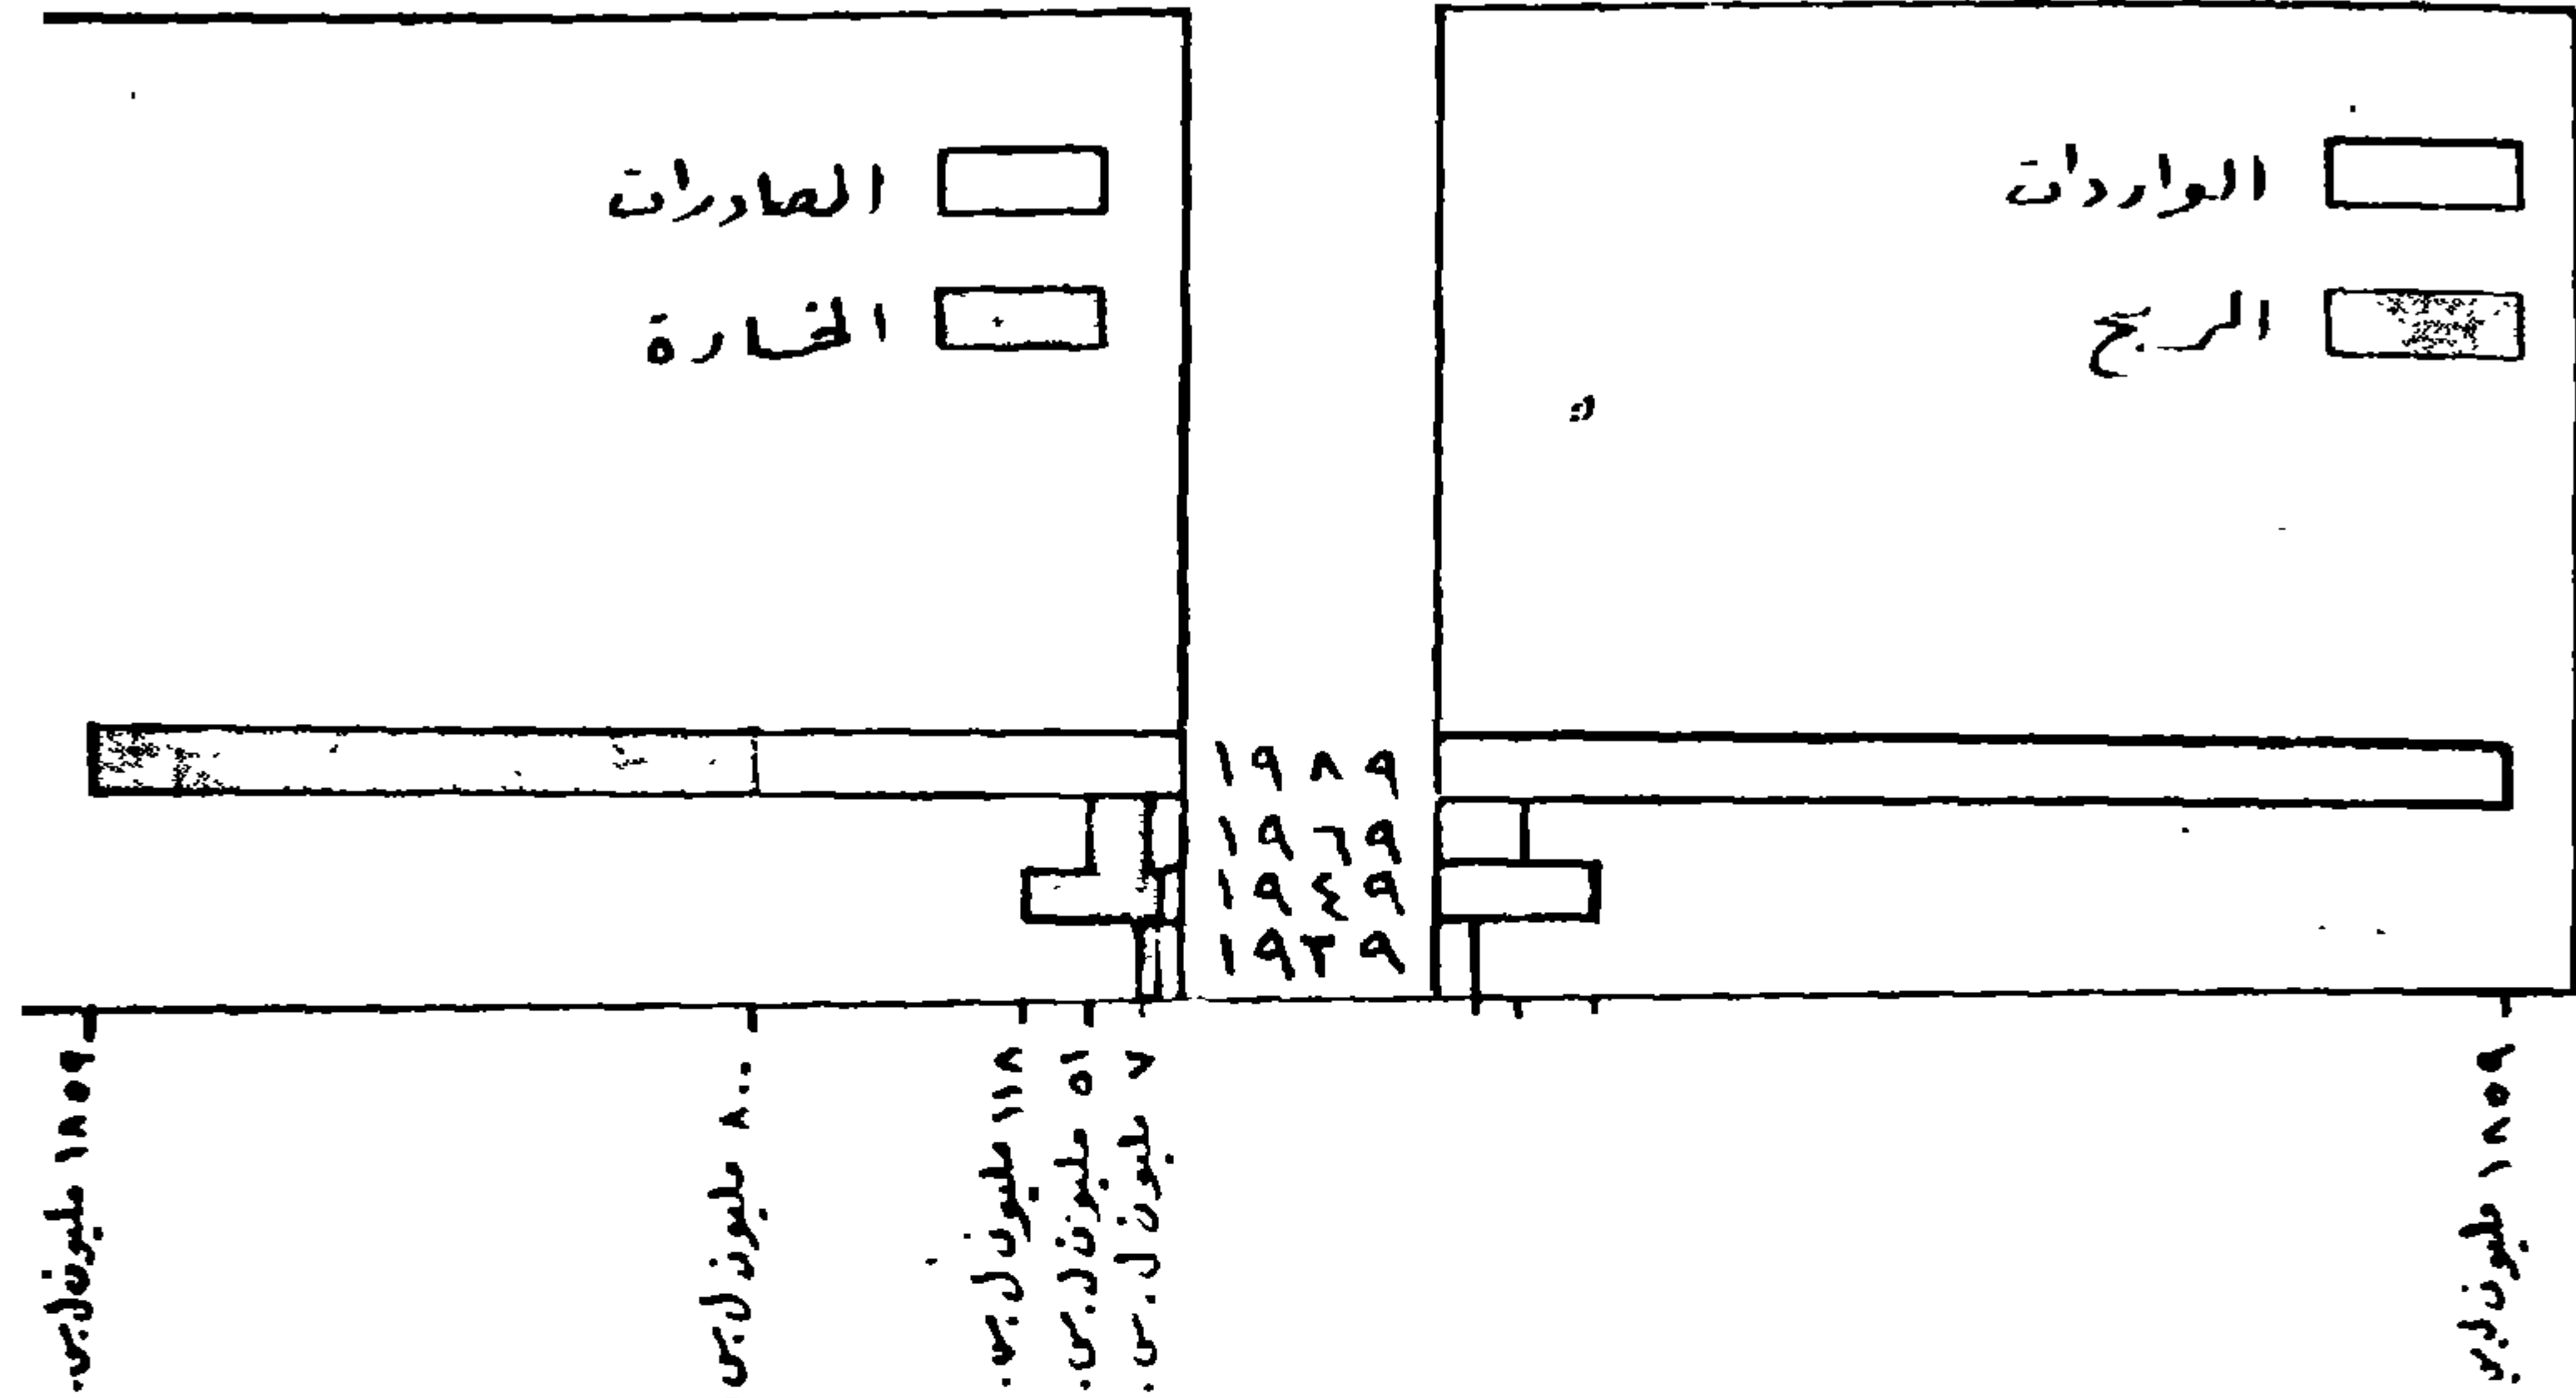 الواردات
الربح
الصادرات
الخسارة
١٩٨٩
١٩٦٩
١٩٤٩
١٩٣٩
١٨٥٩ مليون ل.س
٧ مليون ل.س.
٥١ مليون ل.س.
١١٨ مليون ل.س.
٨٠٠ مليون ل.س
١٨٥٩ مليون ل.س.